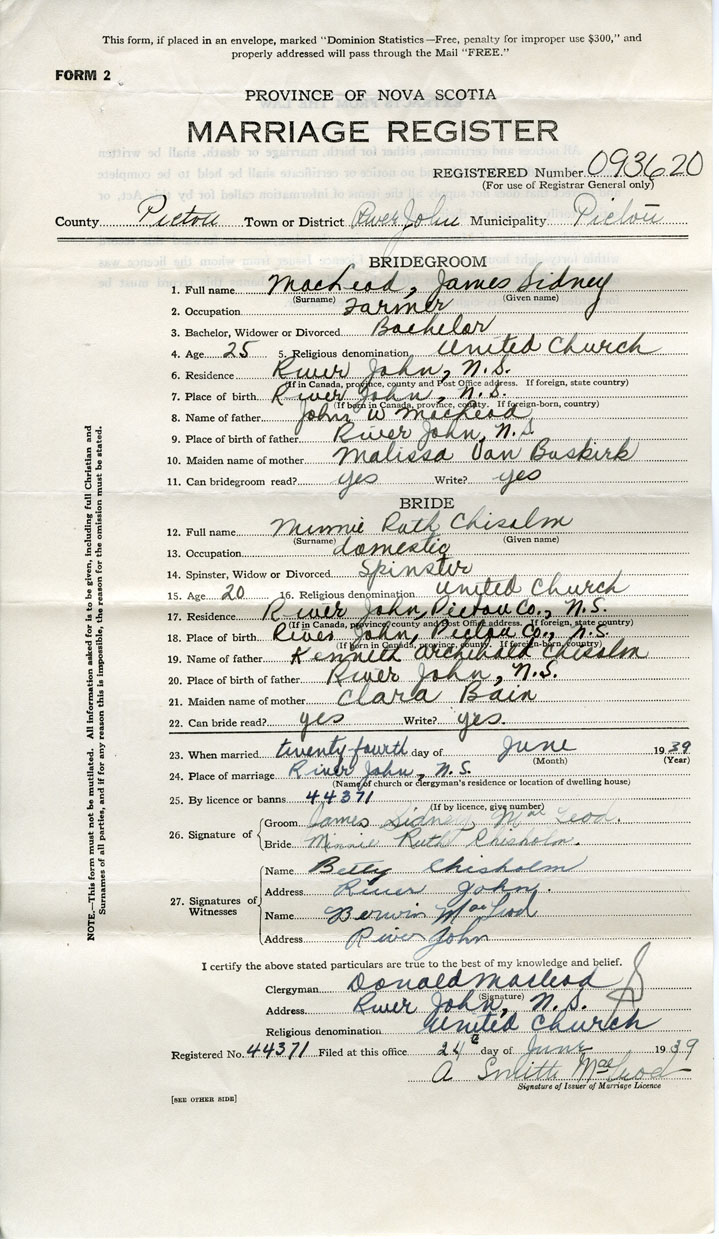 This form, if placed in an envelope, marked "Dominion Statistics—Free, penalty for improper use $300," and
properly addressed will pass through the Mail "FREE."
FORM 2
PROVINCE OF NOVA SCOTIA
MARRIAGE REGISTER
REGISTERED Number 093620
(For use of Registrar General only)
County Pictou Town or District River John Municipality Pictou
BRIDEGROOM
1. Full name MacLeod, James Sidney
(Surname) (Given name)
2. Occupation Farmer
3. Bachelor, Widower or Divorced Bachelor
4. Age 25 5. Religious denomination United Church
6. Residence River John, N.S.
(If in Canada, province, county and Post Office address. If foreign, state country)
7. Place of birth River John, N.S.
(If born in Canada, province, county. If foreign-born, country)
8. Name of father John W MacLeod
9. Place of birth of father River John, N.S
10. Maiden name of mother Malissa Van Buskirk
11. Can bridegroom read? yes Write? yes
BRIDE
12. Full name Minnie Ruth Chisolm
(Surname) (Given name)
13. Occupation domestic
14. Spinster, Widow or Divorced Spinster
15. Age 20 16. Religious denomination United Church
17. Residence River John, Pictou Co., N.S.
(If in Canada, province, county and Post Office address. If foreign, state country)
18. Place of birth River John, Pictou Co., N.S.
(If born in Canada, province, county. If foreign-born, country)
19. Name of father Kenneth Archibald Chisolm
20. Place of birth of father River John, N.S.
21. Maiden name of mother Clara Bain
22. Can bride read? yes Write? yes.
23. When married twenty fourth day of June 1939
(Month) (Year)
24. Place of marriage River John, N.S.
(Name of church or clergyman's residence or location of dwelling house)
25. By licence or banns 44371
(If by licence, give number)
26. Signature of
Groom James Sidney MacLeod.
Bride Minnie Ruth Chisholm.
27. Signatures of Witnesses
Name Betty Chisholm
Address River John.
Name Berwin MacLeod
Address River John
I certify the above stated particulars are true to the best of my knowledge and belief.
Clergyman Donald MacLeod
(Signature)
Address River John, N.S.
Religious denomination United Church
Registered No. 44371 Filed at this office 24 day of June 1939
A Smith MacLeod
Signature of Issuer of Marriage Licence
[SEE OTHER SIDE]
NOTE.—This form must not be mutilated. All information asked for is to be given, including full Christian and
Surnames of all parties, and if for any reason this is impossible, the reason for the omission must be stated.